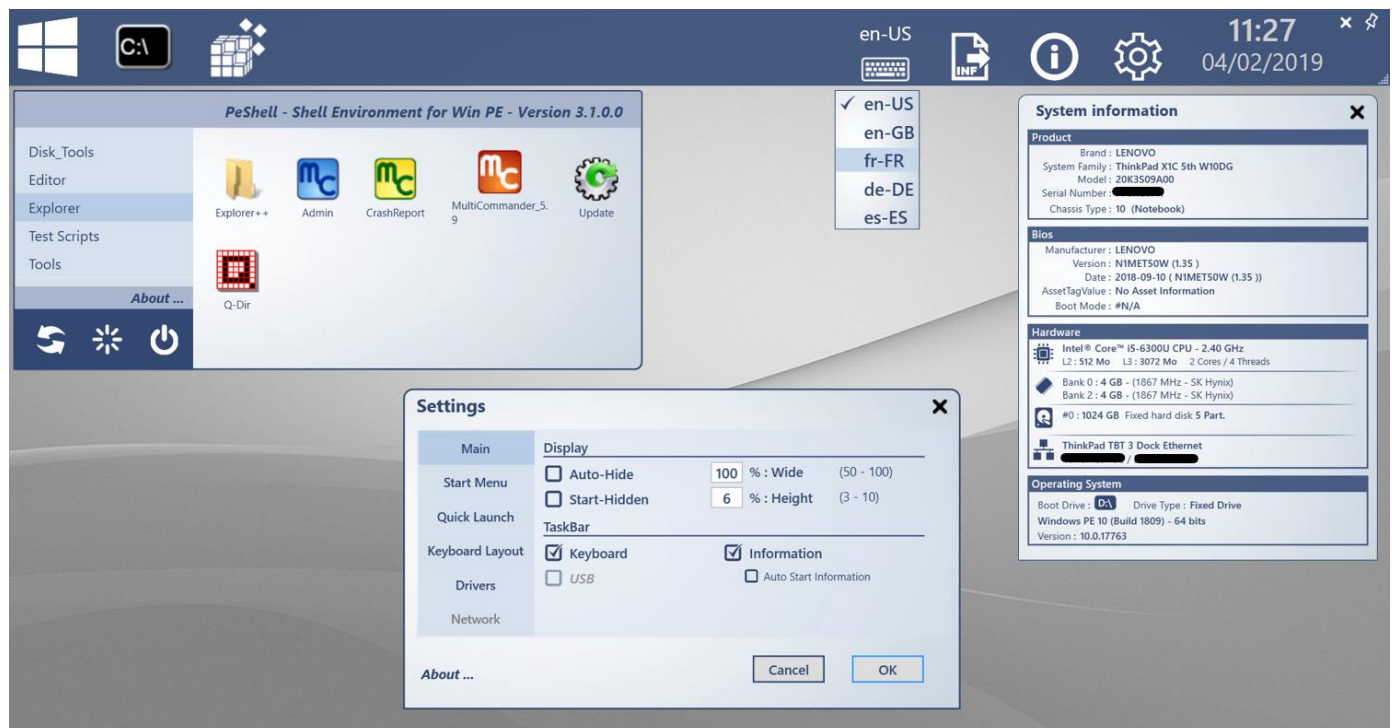 C:\
en-US
INF
11:27
04/02/2019
PeShell - Shell Environment for Win PE - Version 3.1.0.0
Disk_Tools
Editor
Explorer
Test Scripts
Tools
About ...
Explorer++
Admin
CrashReport
MultiCommander_5.
9
Update
Q-Dir
✓ en-US
en-GB
fr-FR
de-DE
es-ES
System information
Product
Brand : LENOVO
System Family : ThinkPad X1C 5th W10DG
Model : 20K3S09A00
Serial Number :
Chassis Type : 10 (Notebook)
Bios
Manufacturer : LENOVO
Version : N1MET50W (1.35 )
Date : 2018-09-10 ( N1MET50W (1.35 ))
AssetTagValue : No Asset Information
Boot Mode : #N/A
Hardware
Intel® Core™ i5-6300U CPU - 2.40 GHz
L2 : 512 Mo L3 : 3072 Mo 2 Cores / 4 Threads
Bank 0 : 4 GB - (1867 MHz - SK Hynix)
Bank 2 : 4 GB - (1867 MHz - SK Hynix)
#0 : 1024 GB Fixed hard disk 5 Part.
ThinkPad TBT 3 Dock Ethernet
/
Operating System
Boot Drive : D:\ Drive Type : Fixed Drive
Windows PE 10 (Build 1809) - 64 bits
Version : 10.0.17763
Settings
Main
Start Menu
Quick Launch
Keyboard Layout
Drivers
Network
Display
Auto-Hide 100 % : Wide (50 - 100)
Start-Hidden 6 % : Height (3 - 10)
TaskBar
Keyboard Information
USB Auto Start Information
About ...
Cancel OK